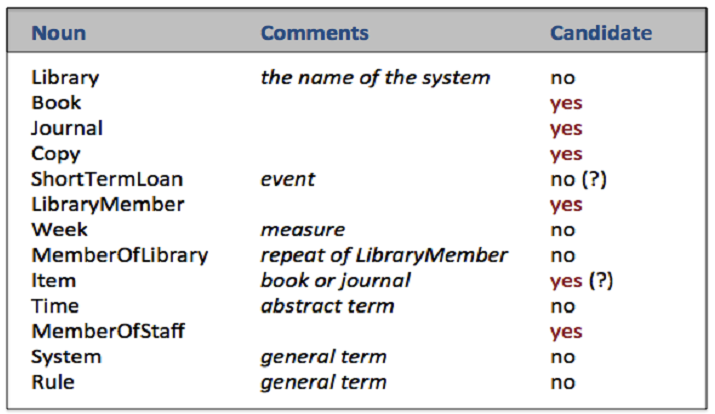 Noun Comments Candidate
Library the name of the system no
Book yes
Journal yes
Copy yes
ShortTermLoan event no (?)
LibraryMember yes
Week measure no
MemberOfLibrary repeat of LibraryMember no
Item book or journal yes (?)
Time abstract term no
MemberOfStaff yes
System general term no
Rule general term no